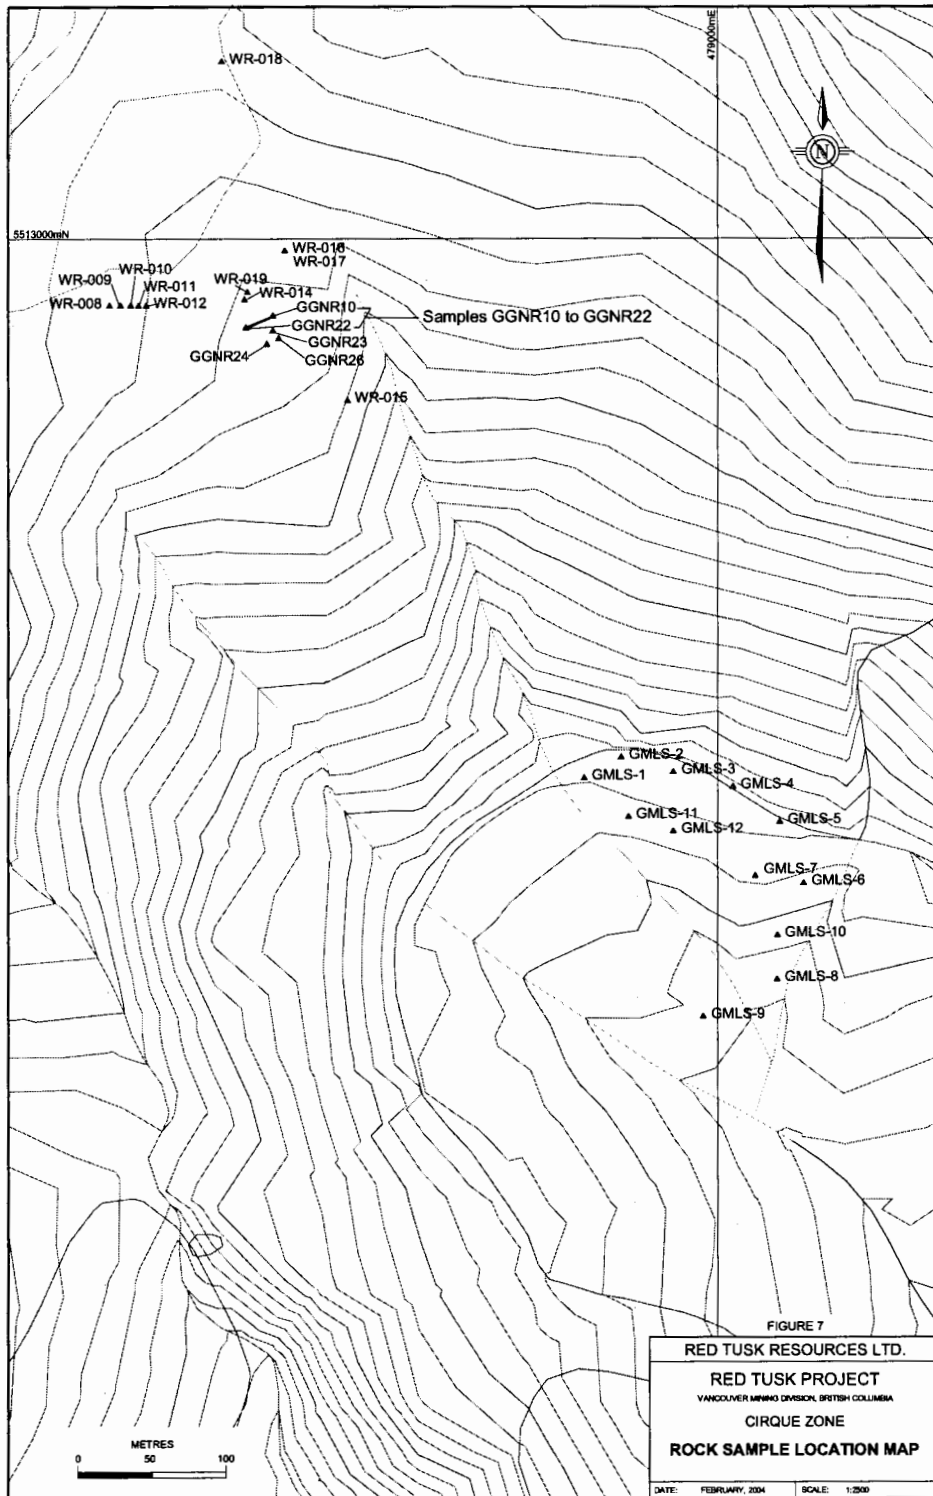 479000mE
WR-018
N
5513000mN
WR-016
WR-017
WR-010
WR-009
WR-011
WR-008
WR-012
WR-019
WR-014
GGNR10
Samples GGNR10 to GGNR22
GGNR22
GGNR23
GGNR24
GGNR26
WR-015
GMLS-2
GMLS-3
GMLS-1
GMLS-4
GMLS-11
GMLS-5
GMLS-12
GMLS-7
GMLS-6
GMLS-10
GMLS-8
GMLS-9
FIGURE 7
RED TUSK RESOURCES LTD.
RED TUSK PROJECT
VANCOUVER MINING DIVISION, BRITISH COLUMBIA
CIRQUE ZONE
ROCK SAMPLE LOCATION MAP
DATE: FEBRUARY, 2004 SCALE: 1:2500
METRES
0 50 100